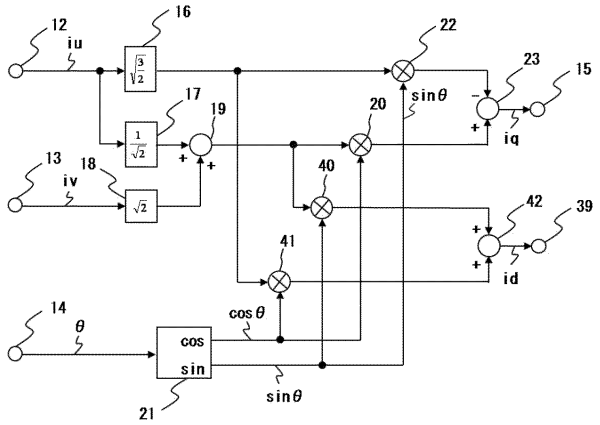 12
iu
16
√3/2
22
23
15
sinθ
−
+
iq
17
1/√2
19
20
+
+
13
iv
18
√2
40
42
39
+
+
id
41
14
θ
cosθ
cos
sin
sinθ
21